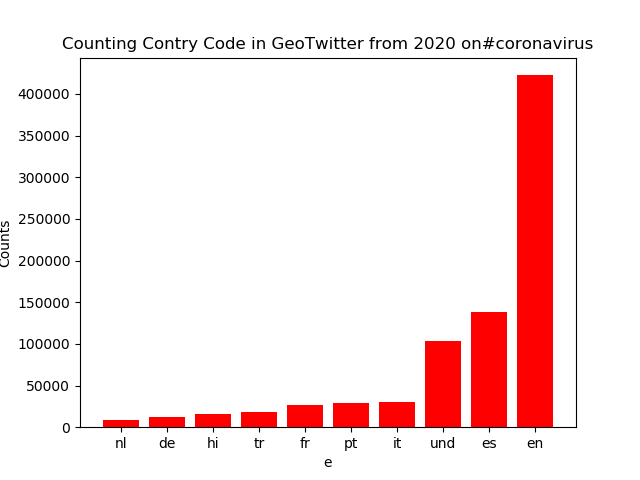 Counting Contry Code in GeoTwitter from 2020 on#coronavirus
400000
350000
300000
250000
200000
150000
100000
50000
0
Counts
nl de hi tr fr pt it und es en
e